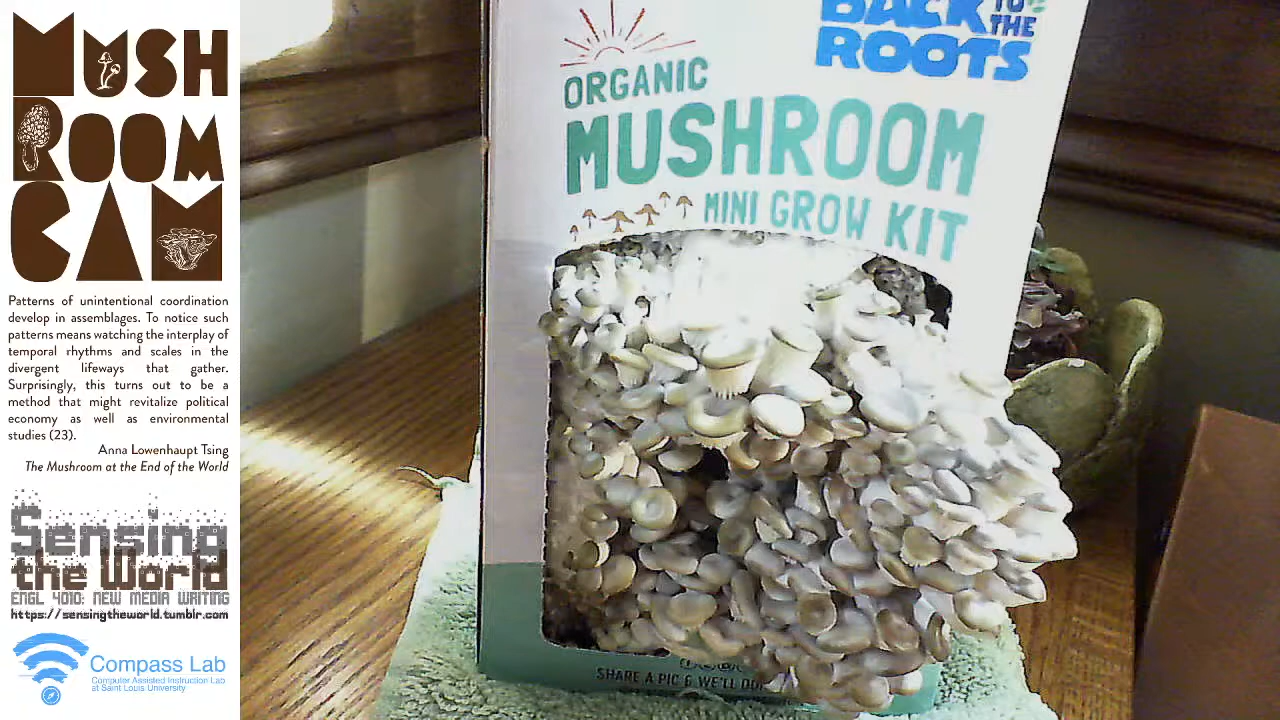 MUSH
ROOM
CAM
Patterns of unintentional coordination
develop in assemblages. To notice such
patterns means watching the interplay of
temporal rhythms and scales in the
divergent lifeways that gather.
Surprisingly, this turns out to be a
method that might revitalize political
economy as well as environmental
studies (23).
Anna Lowenhaupt Tsing
The Mushroom at the End of the World
Sensing
the World
ENGL 4010: NEW MEDIA WRITING
https://sensingtheworld.tumblr.com
Compass Lab
Computer Assisted Instruction Lab
at Saint Louis University
BACK TO THE
ROOTS
ORGANIC
MUSHROOM
MINI GROW KIT
SHARE A PIC & WE'LL